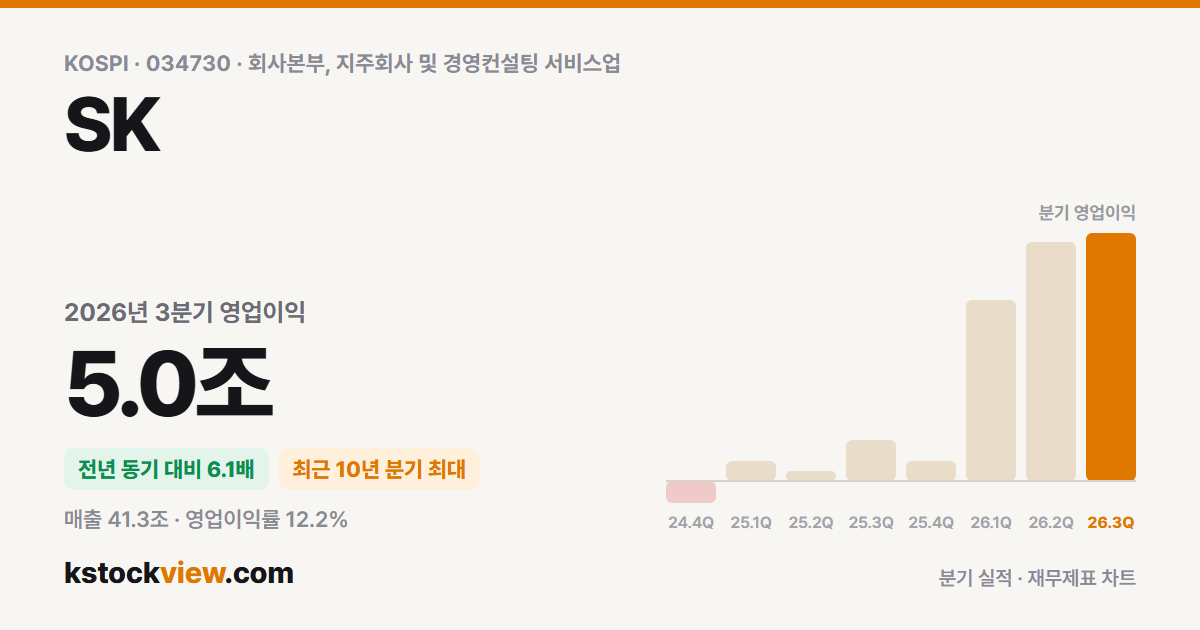 KOSPI · 034730 · 회사본부, 지주회사 및 경영컨설팅 서비스업
SK
2026년 3분기 영업이익
5.0조
전년 동기 대비 6.1배
최근 10년 분기 최대
매출 41.3조 · 영업이익률 12.2%
kstockview.com
분기 영업이익
24.4Q 25.1Q 25.2Q 25.3Q 25.4Q 26.1Q 26.2Q 26.3Q
분기 실적 · 재무제표 차트